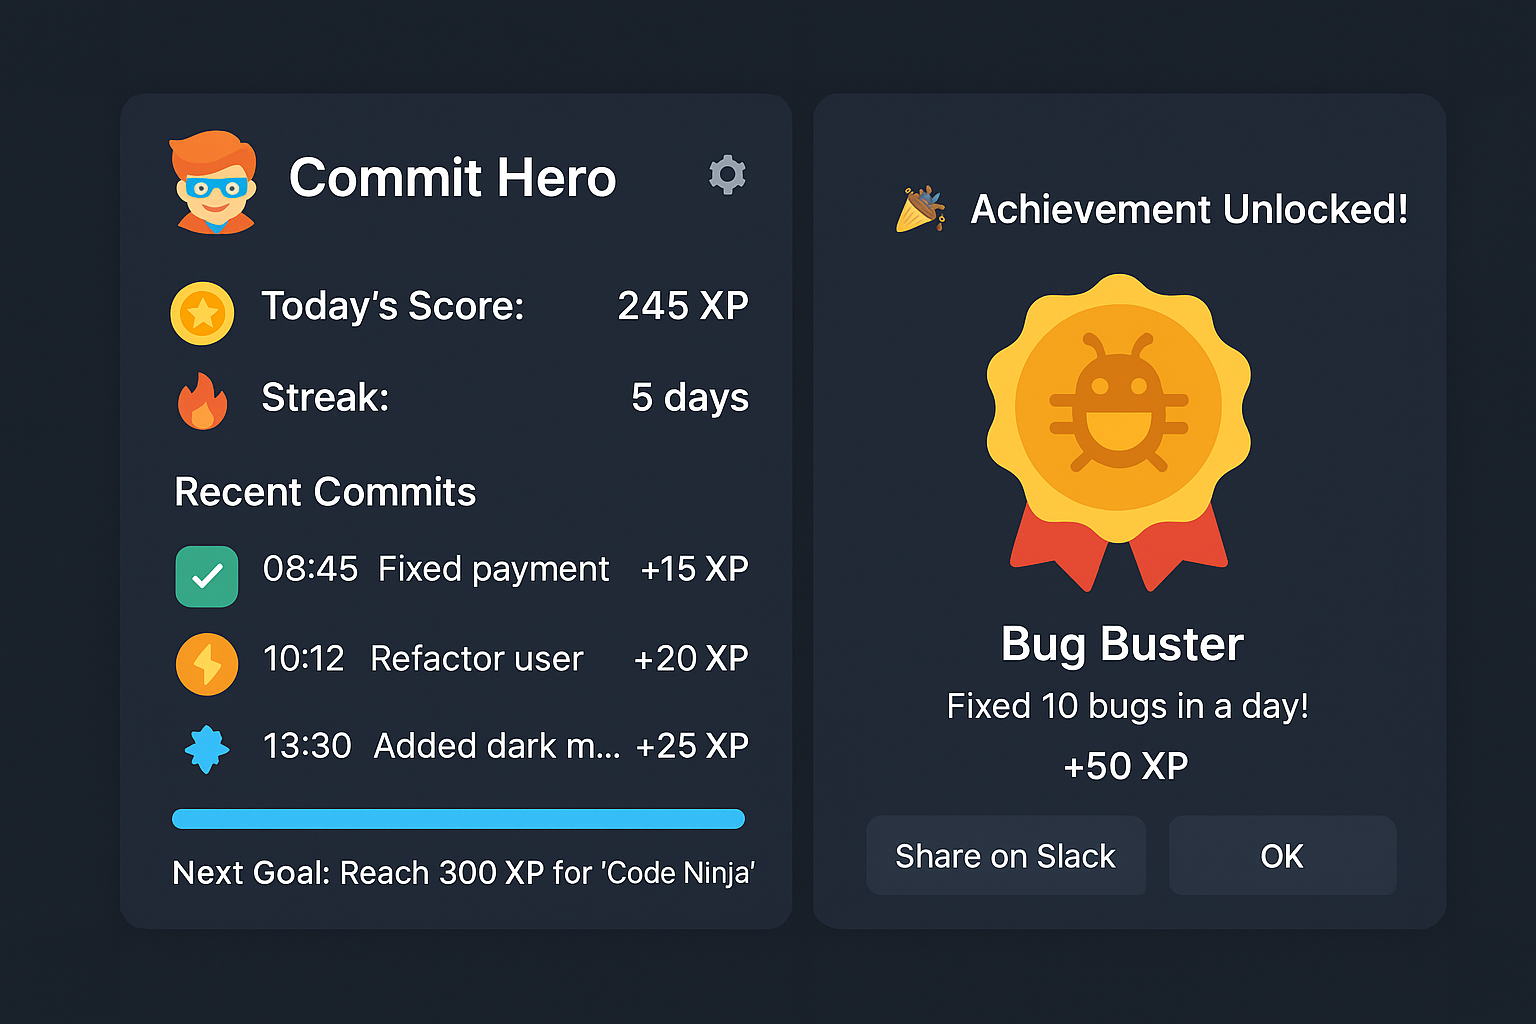 Commit Hero
Today's Score: 245 XP
Streak: 5 days
Recent Commits
08:45 Fixed payment +15 XP
10:12 Refactor user +20 XP
13:30 Added dark m... +25 XP
Next Goal: Reach 300 XP for 'Code Ninja'
Achievement Unlocked!
Bug Buster
Fixed 10 bugs in a day!
+50 XP
Share on Slack OK